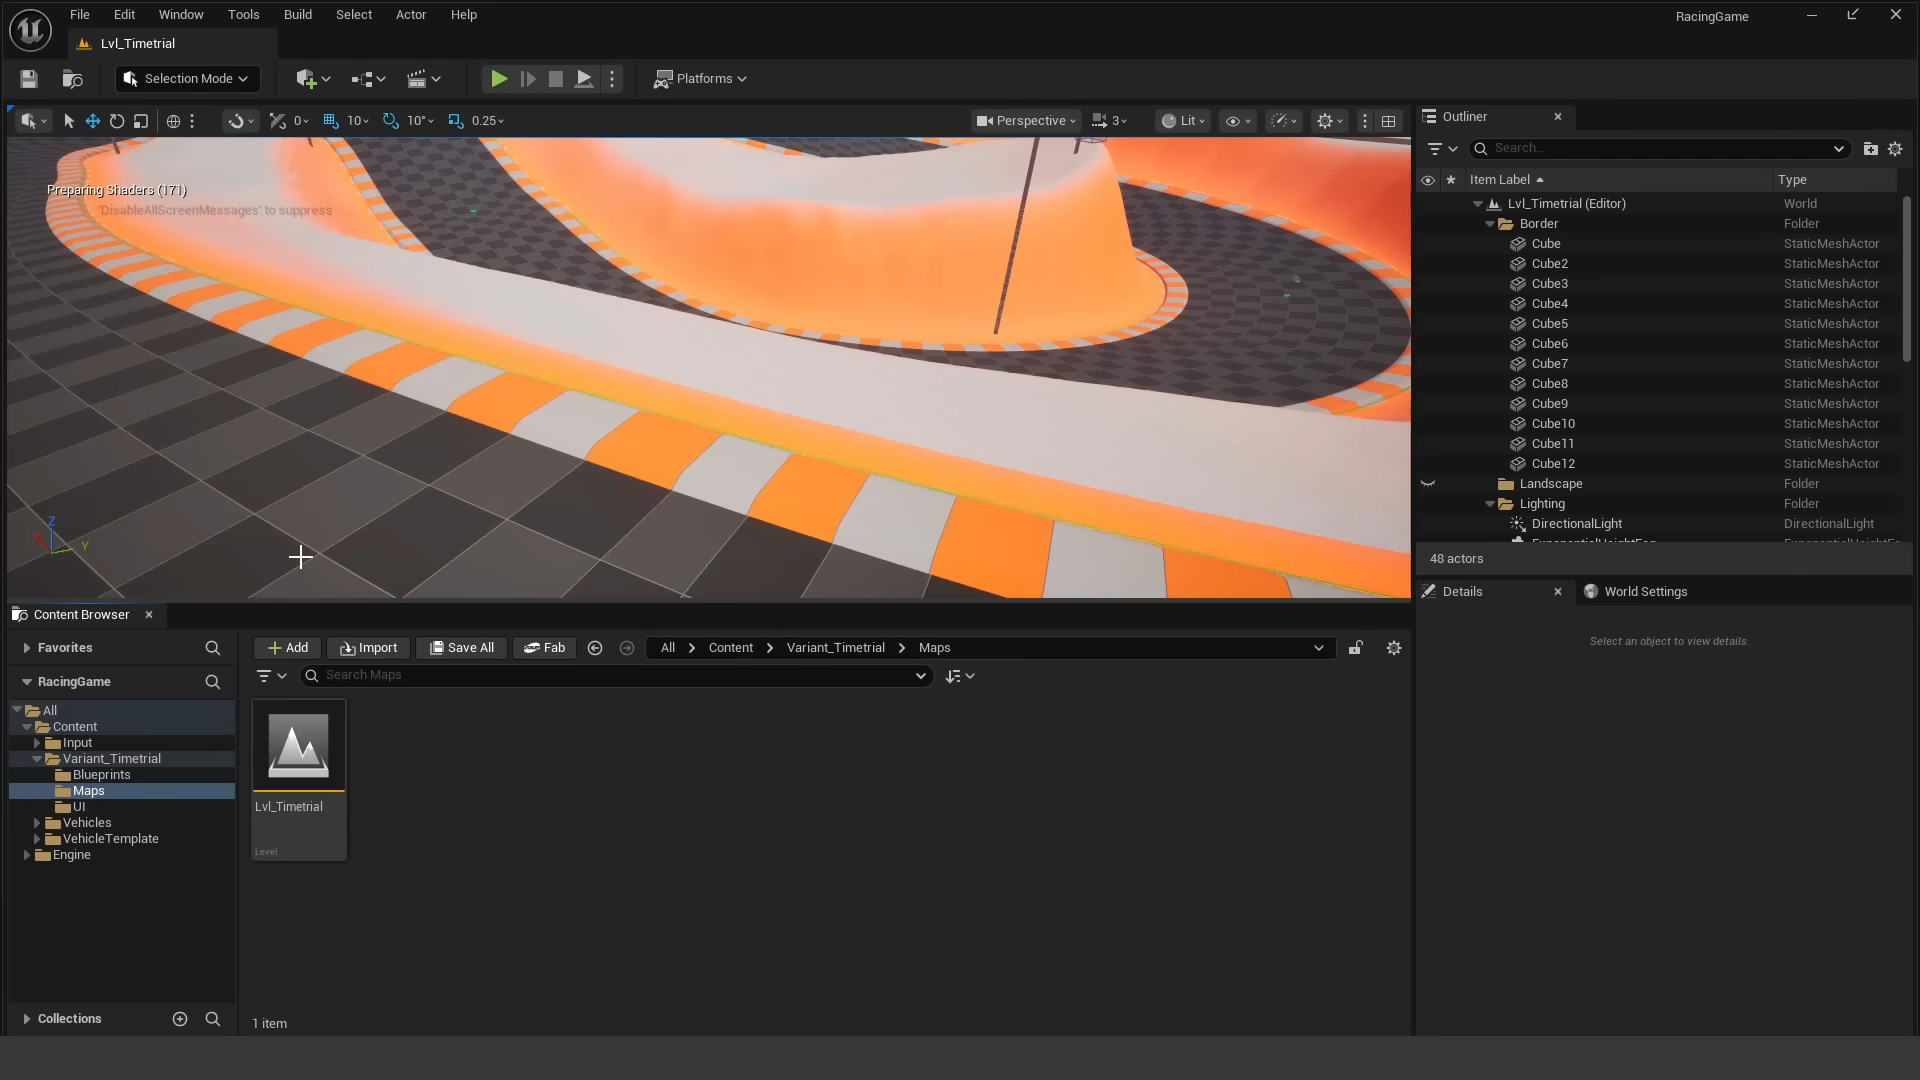 File Edit Window Tools Build Select Actor Help
RacingGame
Lvl_Timetrial
Selection Mode
Platforms
0 10 10° 0.25
Perspective 3 Lit
Preparing Shaders (171)
'DisableAllScreenMessages' to suppress
Z
X Y
Outliner
Search...
Item Label Type
Lvl_Timetrial (Editor) World
Border Folder
Cube StaticMeshActor
Cube2 StaticMeshActor
Cube3 StaticMeshActor
Cube4 StaticMeshActor
Cube5 StaticMeshActor
Cube6 StaticMeshActor
Cube7 StaticMeshActor
Cube8 StaticMeshActor
Cube9 StaticMeshActor
Cube10 StaticMeshActor
Cube11 StaticMeshActor
Cube12 StaticMeshActor
Landscape Folder
Lighting Folder
DirectionalLight DirectionalLight
48 actors
Details World Settings
Select an object to view details.
Content Browser
Favorites
RacingGame
All
Content
Input
Variant_Timetrial
Blueprints
Maps
UI
Vehicles
VehicleTemplate
Engine
Collections
Add Import Save All Fab All Content Variant_Timetrial Maps
Search Maps
Lvl_Timetrial
Level
1 item